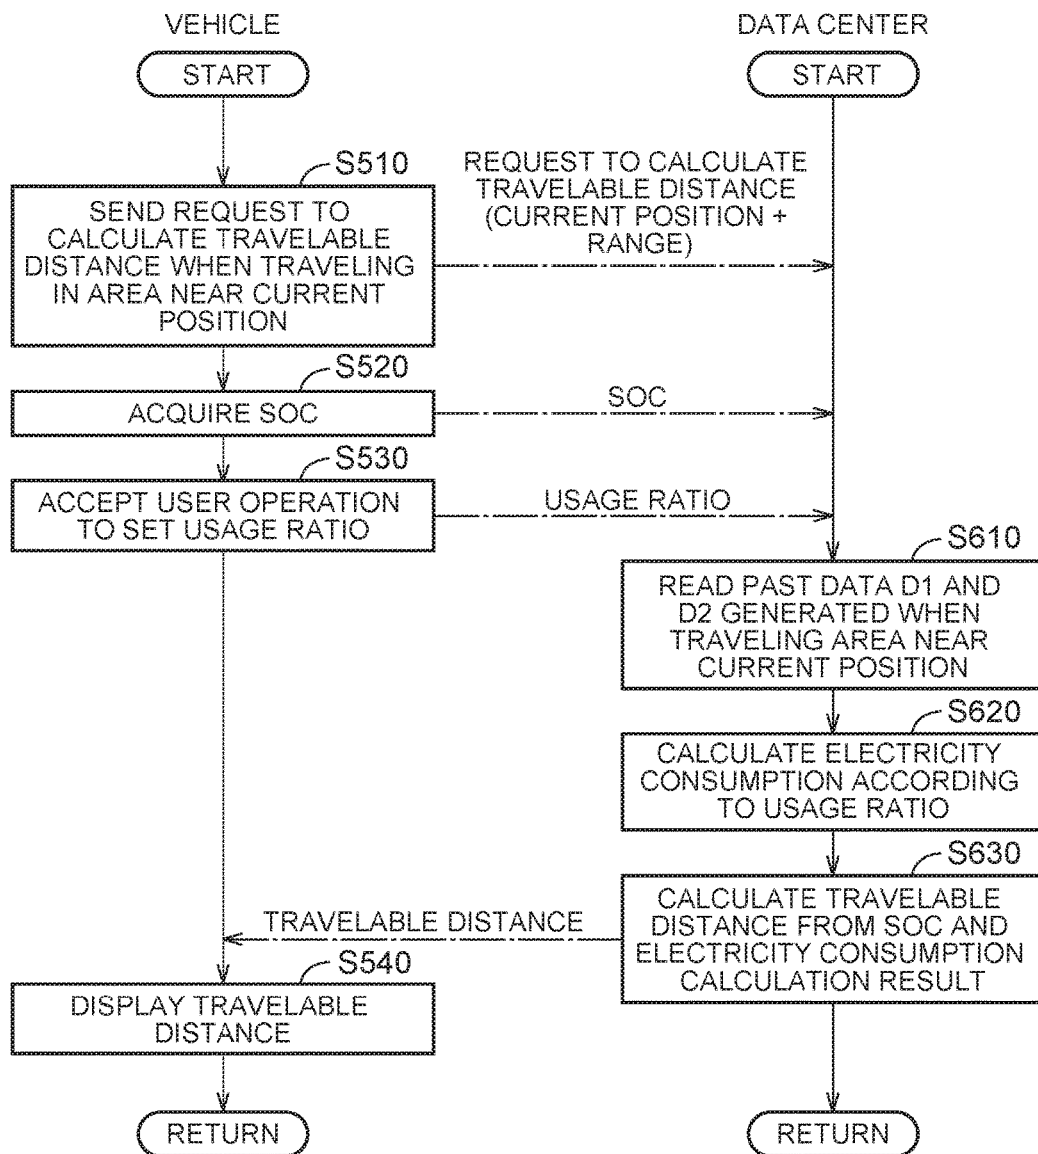 VEHICLE
DATA CENTER
START
START
S510
SEND REQUEST TO
CALCULATE TRAVELABLE
DISTANCE WHEN TRAVELING
IN AREA NEAR CURRENT
POSITION
REQUEST TO CALCULATE
TRAVELABLE DISTANCE
(CURRENT POSITION +
RANGE)
S520
ACQUIRE SOC
SOC
S530
ACCEPT USER OPERATION
TO SET USAGE RATIO
USAGE RATIO
S610
READ PAST DATA D1 AND
D2 GENERATED WHEN
TRAVELING AREA NEAR
CURRENT POSITION
S620
CALCULATE ELECTRICITY
CONSUMPTION ACCORDING
TO USAGE RATIO
S630
CALCULATE TRAVELABLE
DISTANCE FROM SOC AND
ELECTRICITY CONSUMPTION
CALCULATION RESULT
TRAVELABLE DISTANCE
S540
DISPLAY TRAVELABLE
DISTANCE
RETURN
RETURN